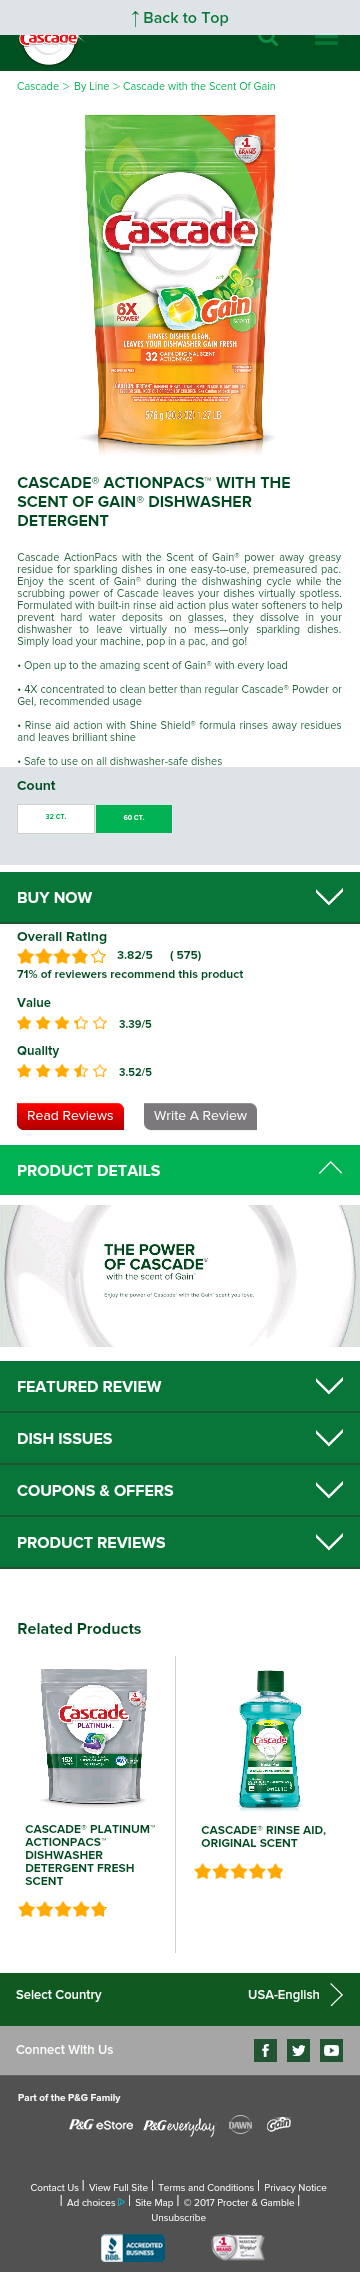 ↑ Back to Top
Cascade
Cascade > By Line > Cascade with the Scent Of Gain
#1
BRAND
Cascade
with
6X
POWER!
Gain
scent
RINSES DISHES CLEAN,
LEAVES YOUR DISHWASHER GAIN FRESH
32 GAIN ORIGINAL SCENT
ACTIONPACS
CASCADE® ACTIONPACS™ WITH THE
SCENT OF GAIN® DISHWASHER
DETERGENT
Cascade ActionPacs with the Scent of Gain® power away greasy
residue for sparkling dishes in one easy-to-use, premeasured pac.
Enjoy the scent of Gain® during the dishwashing cycle while the
scrubbing power of Cascade leaves your dishes virtually spotless.
Formulated with built-in rinse aid action plus water softeners to help
prevent hard water deposits on glasses, they dissolve in your
dishwasher to leave virtually no mess—only sparkling dishes.
Simply load your machine, pop in a pac, and go!
• Open up to the amazing scent of Gain® with every load
• 4X concentrated to clean better than regular Cascade® Powder or
Gel, recommended usage
• Rinse aid action with Shine Shield® formula rinses away residues
and leaves brilliant shine
• Safe to use on all dishwasher-safe dishes
Count
32 CT. 60 CT.
BUY NOW
Overall Rating
3.82/5 ( 575)
71% of reviewers recommend this product
Value
3.39/5
Quality
3.52/5
Read Reviews Write A Review
PRODUCT DETAILS
THE POWER
OF CASCADE®
with the scent of Gain®
Enjoy the power of Cascade® with the Gain® scent you love.
FEATURED REVIEW
DISH ISSUES
COUPONS & OFFERS
PRODUCT REVIEWS
Related Products
Cascade
PLATINUM
Cascade
CASCADE® PLATINUM™
ACTIONPACS™
DISHWASHER
DETERGENT FRESH
SCENT
CASCADE® RINSE AID,
ORIGINAL SCENT
Select Country USA-English
Connect With Us
Part of the P&G Family
P&G eStore P&G everyday DAWN Gain
Contact Us | View Full Site | Terms and Conditions | Privacy Notice
| Ad choices | Site Map | © 2017 Procter & Gamble |
Unsubscribe
BBB ACCREDITED
BUSINESS